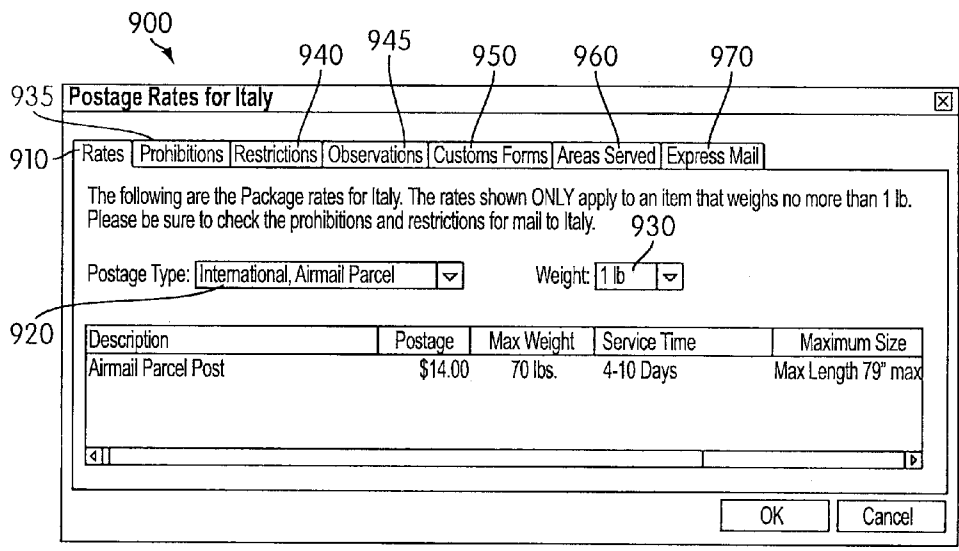 900
940
945
950
960
970
935
Postage Rates for Italy
910
Rates Prohibitions Restrictions Observations Customs Forms Areas Served Express Mail
The following are the Package rates for Italy. The rates shown ONLY apply to an item that weighs no more than 1 lb.
Please be sure to check the prohibitions and restrictions for mail to Italy.
930
Postage Type: International, Airmail Parcel Weight: 1 lb
920
Description Postage Max Weight Service Time Maximum Size
Airmail Parcel Post $14.00 70 lbs. 4-10 Days Max Length 79" max
OK Cancel